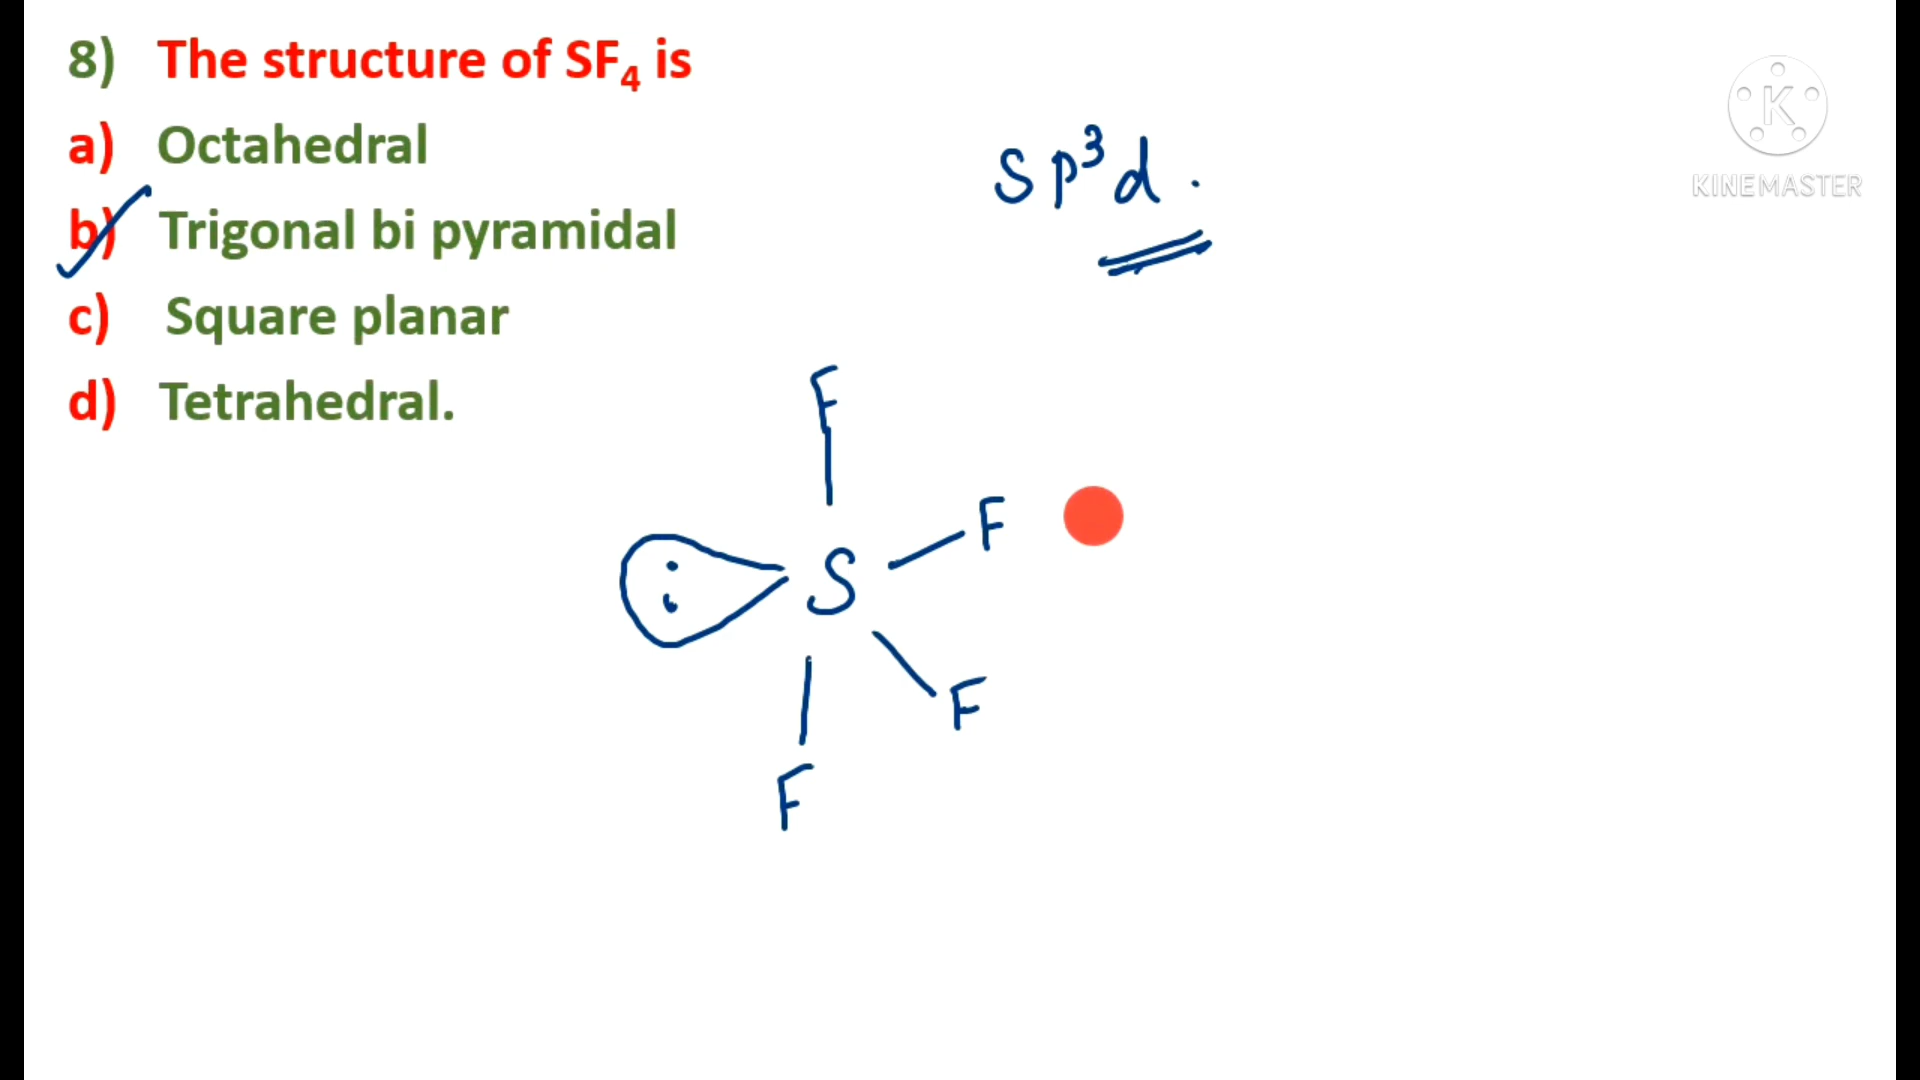 8) The structure of SF₄ is
a) Octahedral
b) Trigonal bi pyramidal
c) Square planar
d) Tetrahedral.
sp³d.
K
KINEMASTER
F
F
S
F
F